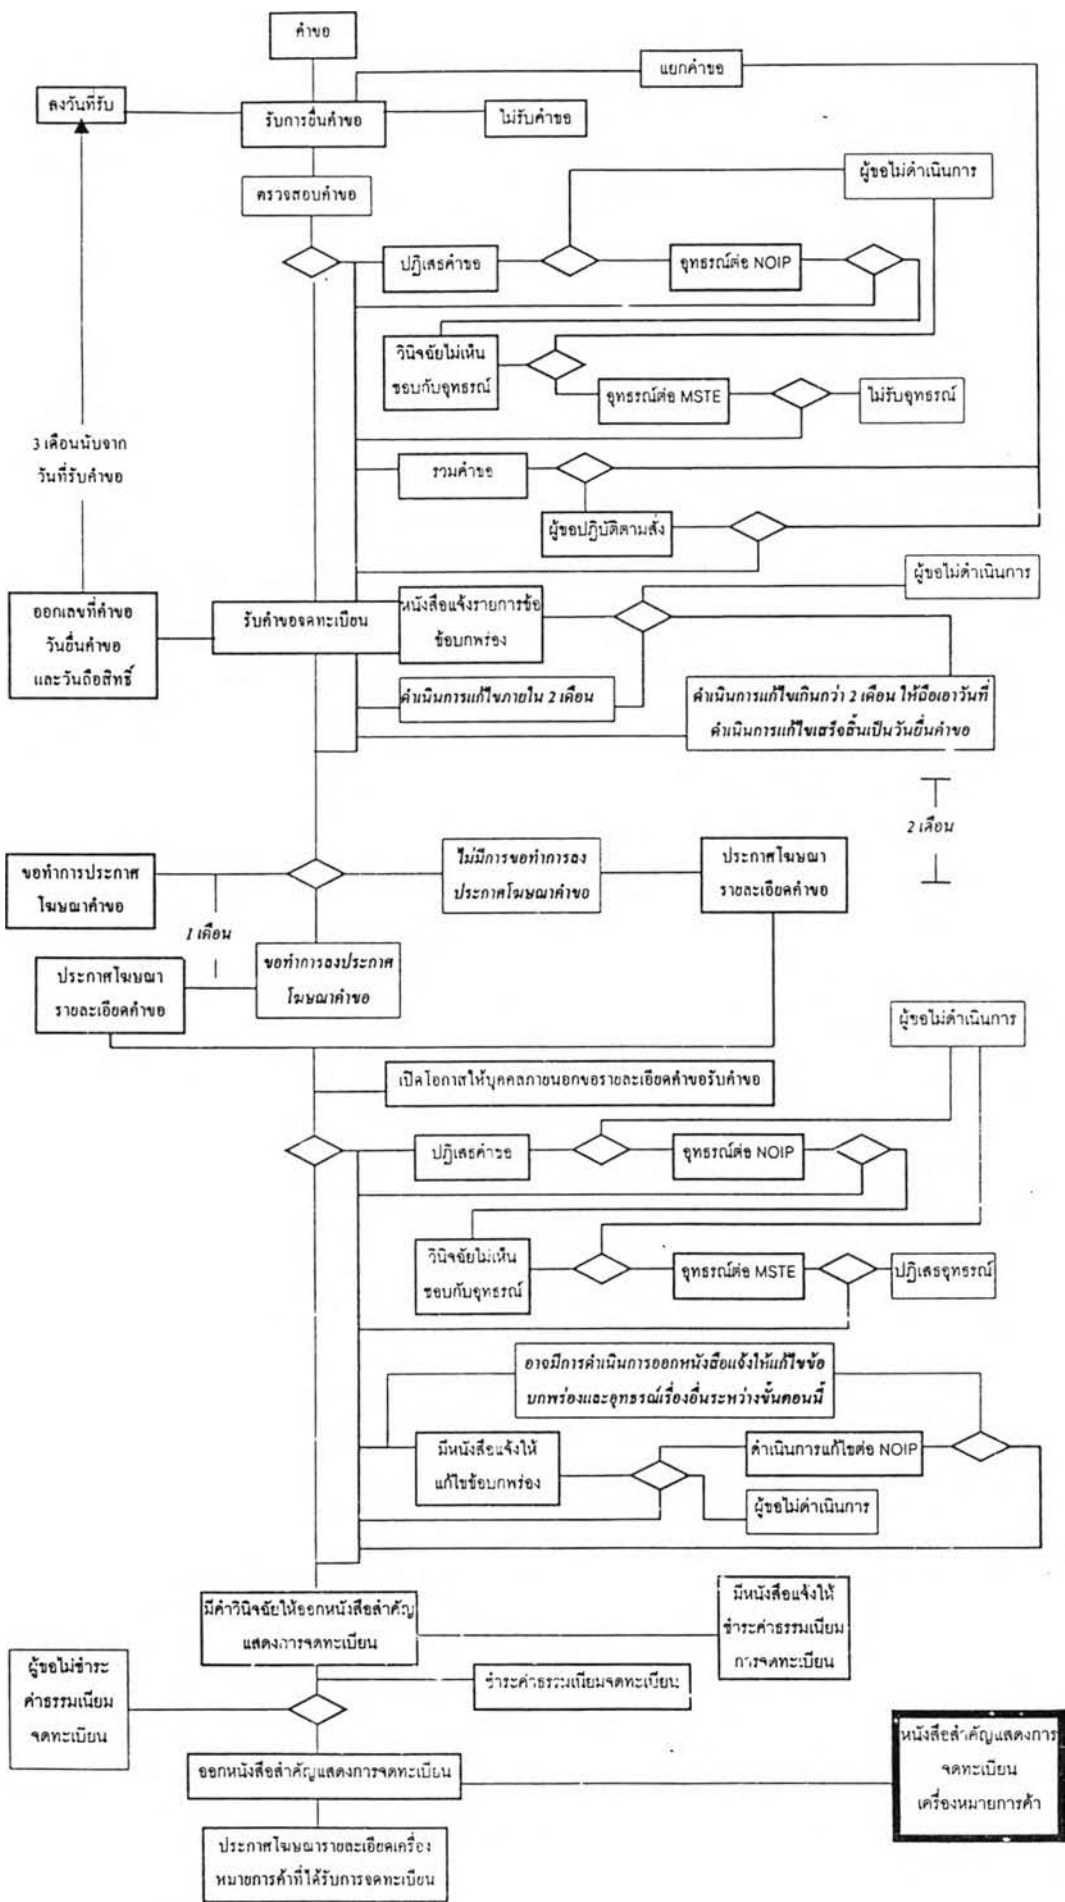 คำขอ
แยกคำขอ
ลงวันที่รับ
รับการยื่นคำขอ
ไม่รับคำขอ
ตรวจสอบคำขอ
ผู้ขอไม่ดำเนินการ
ปฏิเสธคำขอ
อุทธรณ์ต่อ NOIP
วินิจฉัยไม่เห็น
ชอบกับอุทธรณ์
อุทธรณ์ต่อ MSTE
ไม่รับอุทธรณ์
3 เดือนนับจาก
วันที่รับคำขอ
รวมคำขอ
ผู้ขอปฏิบัติตามสั่ง
ผู้ขอไม่ดำเนินการ
ออกเลขที่คำขอ
วันยื่นคำขอ
และวันถือสิทธิ์
รับคำขอจดทะเบียน
หนังสือแจ้งรายการข้อ
ข้อบกพร่อง
ดำเนินการแก้ไขภายใน 2 เดือน
ดำเนินการแก้ไขเกินกว่า 2 เดือน ให้ถือเอาวันที่
ดำเนินการแก้ไขเสร็จสิ้นเป็นวันยื่นคำขอ
2 เดือน
ขอทำการประกาศ
โฆษณาคำขอ
ไม่มีการขอทำการลง
ประกาศโฆษณาคำขอ
ประกาศโฆษณา
รายละเอียดคำขอ
1 เดือน
ขอทำการลงประกาศ
โฆษณาคำขอ
ประกาศโฆษณา
รายละเอียดคำขอ
ผู้ขอไม่ดำเนินการ
เปิดโอกาสให้บุคคลภายนอกขอรายละเอียดคำขอรับคำขอ
ปฏิเสธคำขอ
อุทธรณ์ต่อ NOIP
วินิจฉัยไม่เห็น
ชอบกับอุทธรณ์
อุทธรณ์ต่อ MSTE
ปฏิเสธอุทธรณ์
อาจมีการดำเนินการออกหนังสือแจ้งให้แก้ไขข้อ
บกพร่องและอุทธรณ์เรื่องอื่นระหว่างขั้นตอนนี้
มีหนังสือแจ้งให้
แก้ไขข้อบกพร่อง
ดำเนินการแก้ไขต่อ NOIP
ผู้ขอไม่ดำเนินการ
มีคำวินิจฉัยให้ออกหนังสือสำคัญ
แสดงการจดทะเบียน
มีหนังสือแจ้งให้
ชำระค่าธรรมเนียม
การจดทะเบียน
ผู้ขอไม่ชำระ
ค่าธรรมเนียม
จดทะเบียน
ชำระค่าธรรมเนียมจดทะเบียน
ออกหนังสือสำคัญแสดงการจดทะเบียน
หนังสือสำคัญแสดงการ
จดทะเบียน
เครื่องหมายการค้า
ประกาศโฆษณารายละเอียดเครื่อง
หมายการค้าที่ได้รับการจดทะเบียน